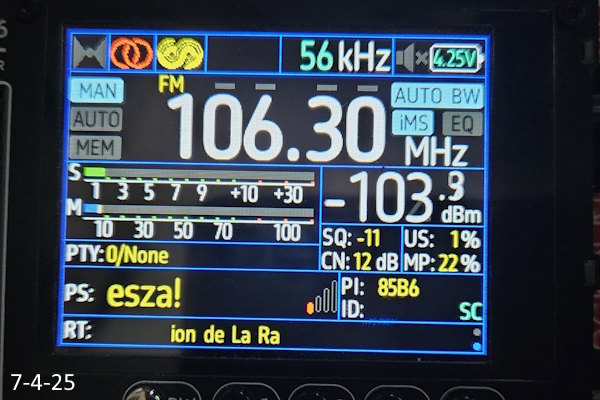 56 kHz 4.25V
MAN FM AUTO BW
AUTO 106.30 iMS EQ
MEM MHz
S 1 3 5 7 9 +10 +30
-103.9 dBm
M 10 30 50 70 100
SQ: -11 US: 1%
CN: 12 dB MP: 22%
PTY: 0/None
PS: esza! PI: 85B6
ID: SC
RT: ion de La Ra
7-4-25